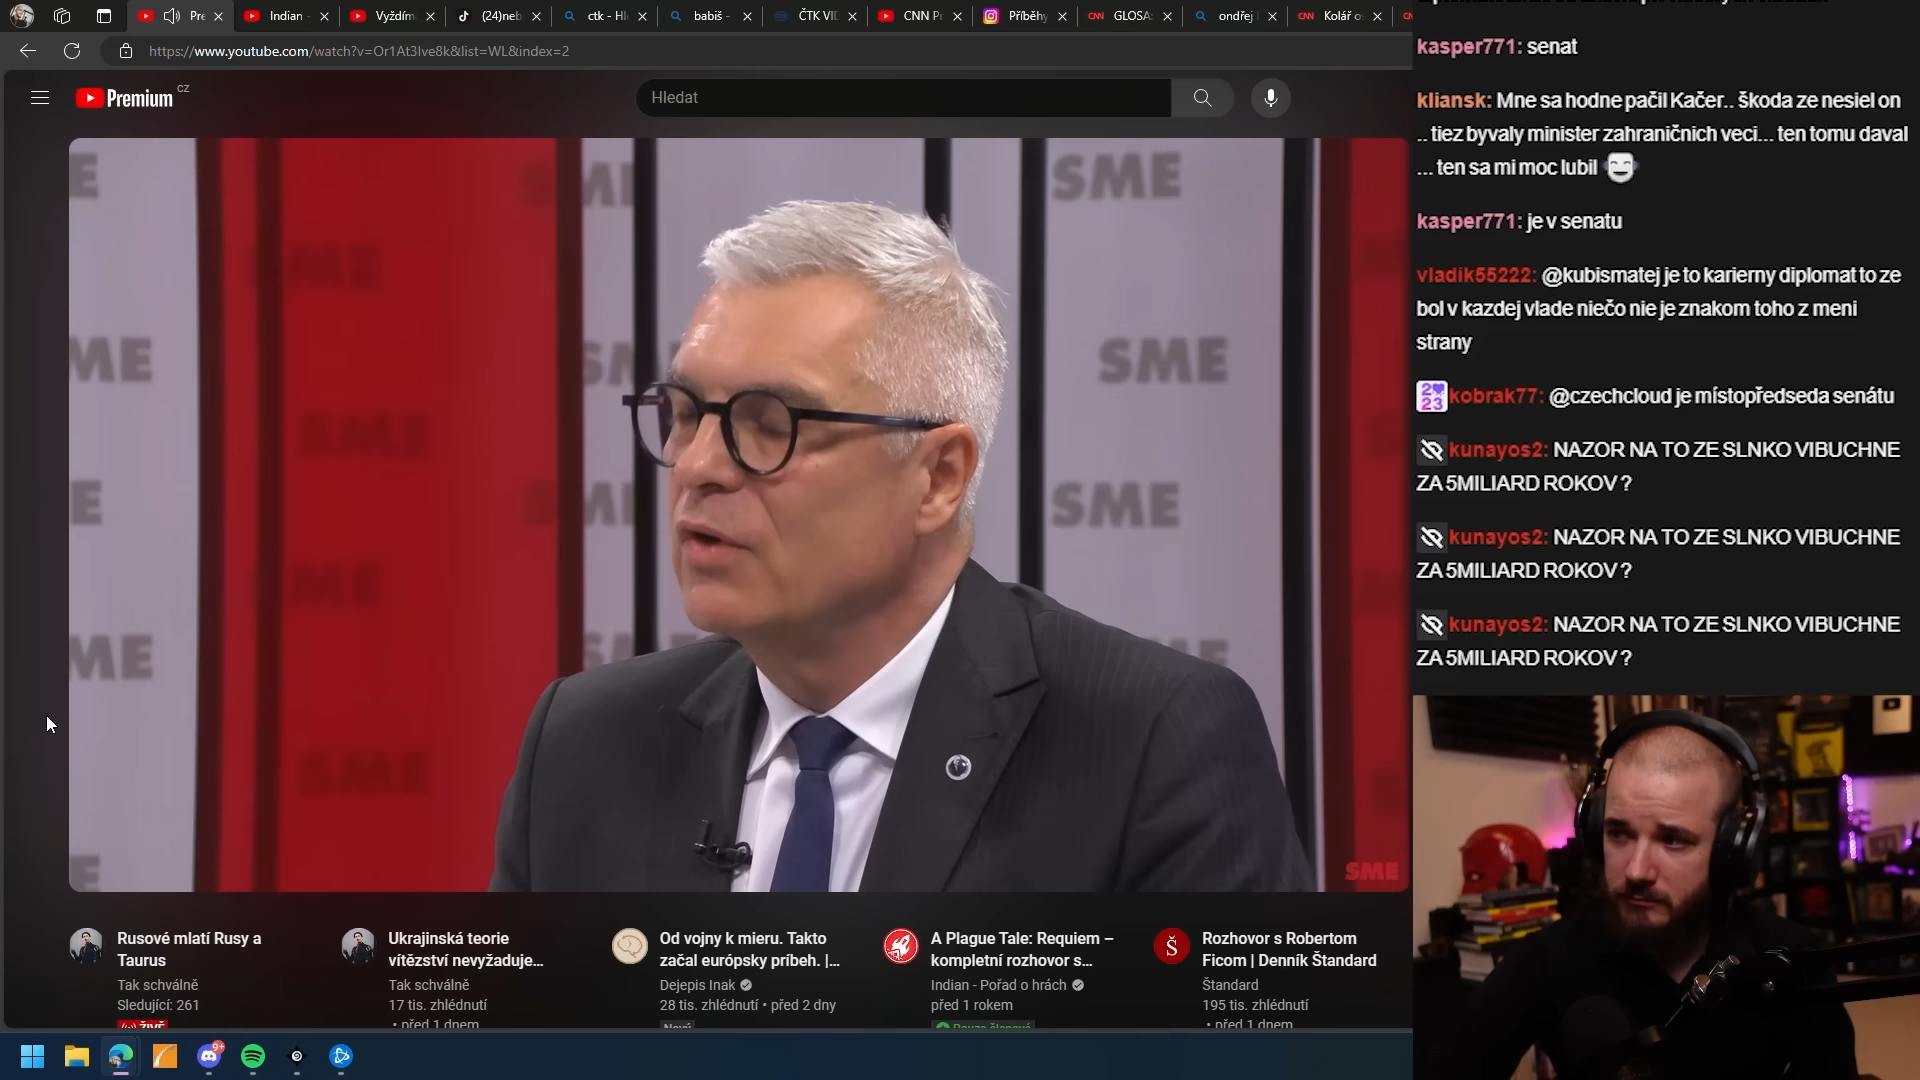 Pre
Indian -
Vyždím
(24)neb
ctk - Hl
babiš -
ČTK VI
CNN P
Příběhy
GLOSA:
ondřej
Kolář o
https://www.youtube.com/watch?v=Or1At3Ive8k&list=WL&index=2
Premium CZ
Hledat
SME
SME
SME
SME
SME
Rusové mlatí Rusy a
Taurus
Tak schválně
Sledující: 261
ŽIVĚ
Ukrajinská teorie
vítězství nevyžaduje...
Tak schválně
17 tis. zhlédnutí
• před 1 dnem
Od vojny k mieru. Takto
začal európsky príbeh. |...
Dejepis Inak
28 tis. zhlédnutí • před 2 dny
Nový
A Plague Tale: Requiem –
kompletní rozhovor s...
Indian - Pořad o hrách
před 1 rokem
Pouze členové
Š
Rozhovor s Robertom
Ficom | Denník Štandard
Štandard
195 tis. zhlédnutí
• před 1 dnem
9+
kasper771: senat
kliansk: Mne sa hodne pačil Kačer.. škoda ze nesiel on
.. tiez byvaly minister zahraničnich veci... ten tomu daval
... ten sa mi moc lubil
kasper771: je v senatu
vladik55222: @kubismatej je to karierny diplomat to ze
bol v kazdej vlade niečo nie je znakom toho z meni
strany
kobrak77: @czechcloud je místopředseda senátu
kunayos2: NAZOR NA TO ZE SLNKO VIBUCHNE
ZA 5MILIARD ROKOV ?
kunayos2: NAZOR NA TO ZE SLNKO VIBUCHNE
ZA 5MILIARD ROKOV ?
kunayos2: NAZOR NA TO ZE SLNKO VIBUCHNE
ZA 5MILIARD ROKOV ?